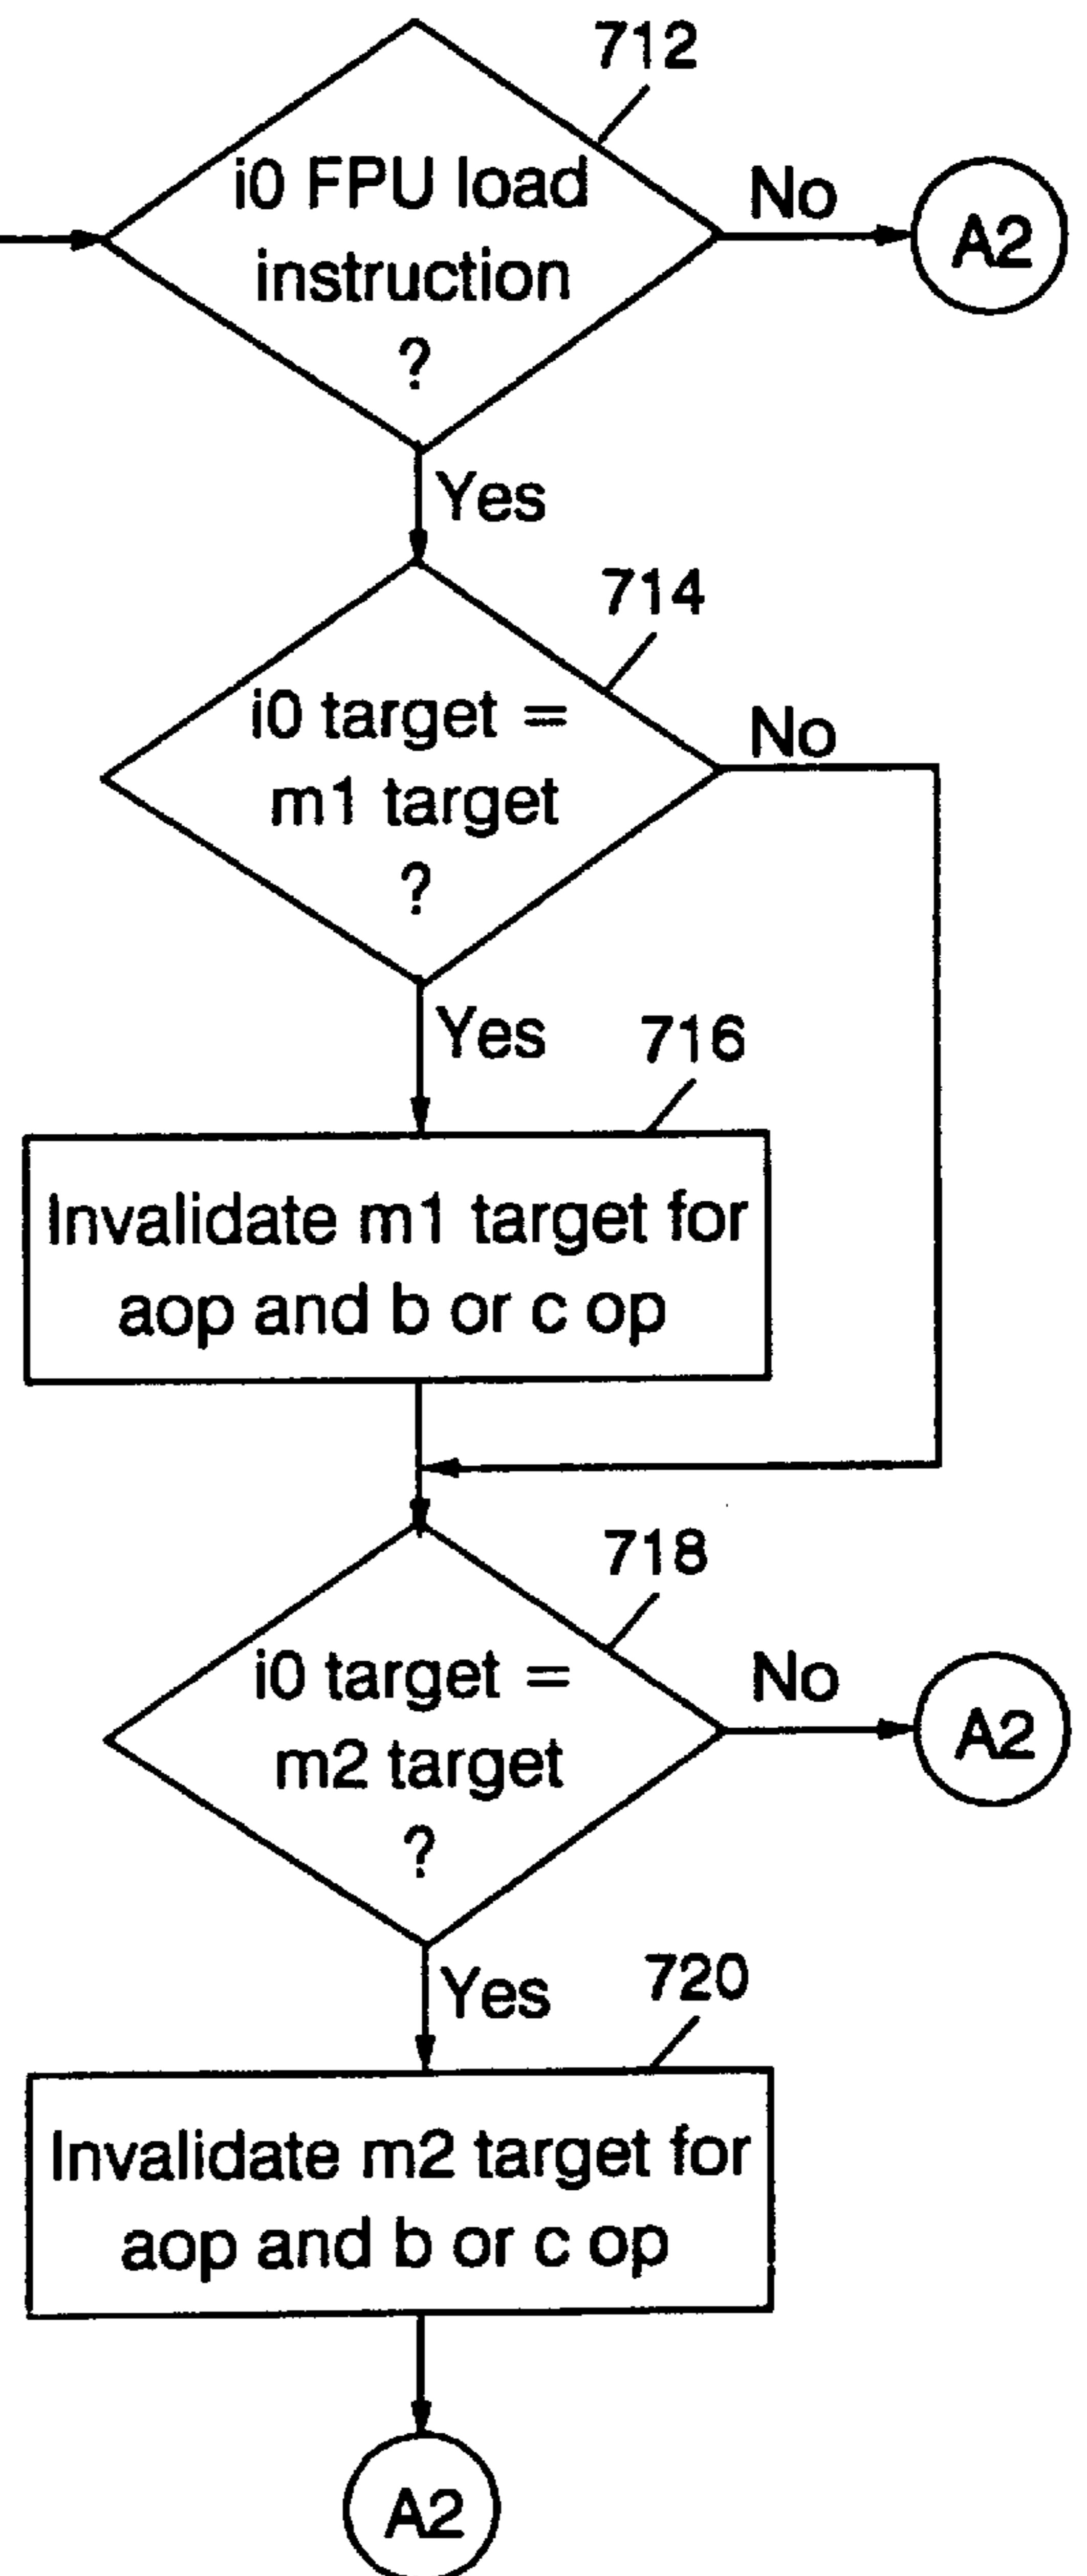 712
i0 FPU load
instruction
?
No
A2
Yes
714
i0 target =
m1 target
?
No
Yes
716
Invalidate m1 target for
aop and b or c op
718
i0 target =
m2 target
?
No
A2
Yes
720
Invalidate m2 target for
aop and b or c op
A2